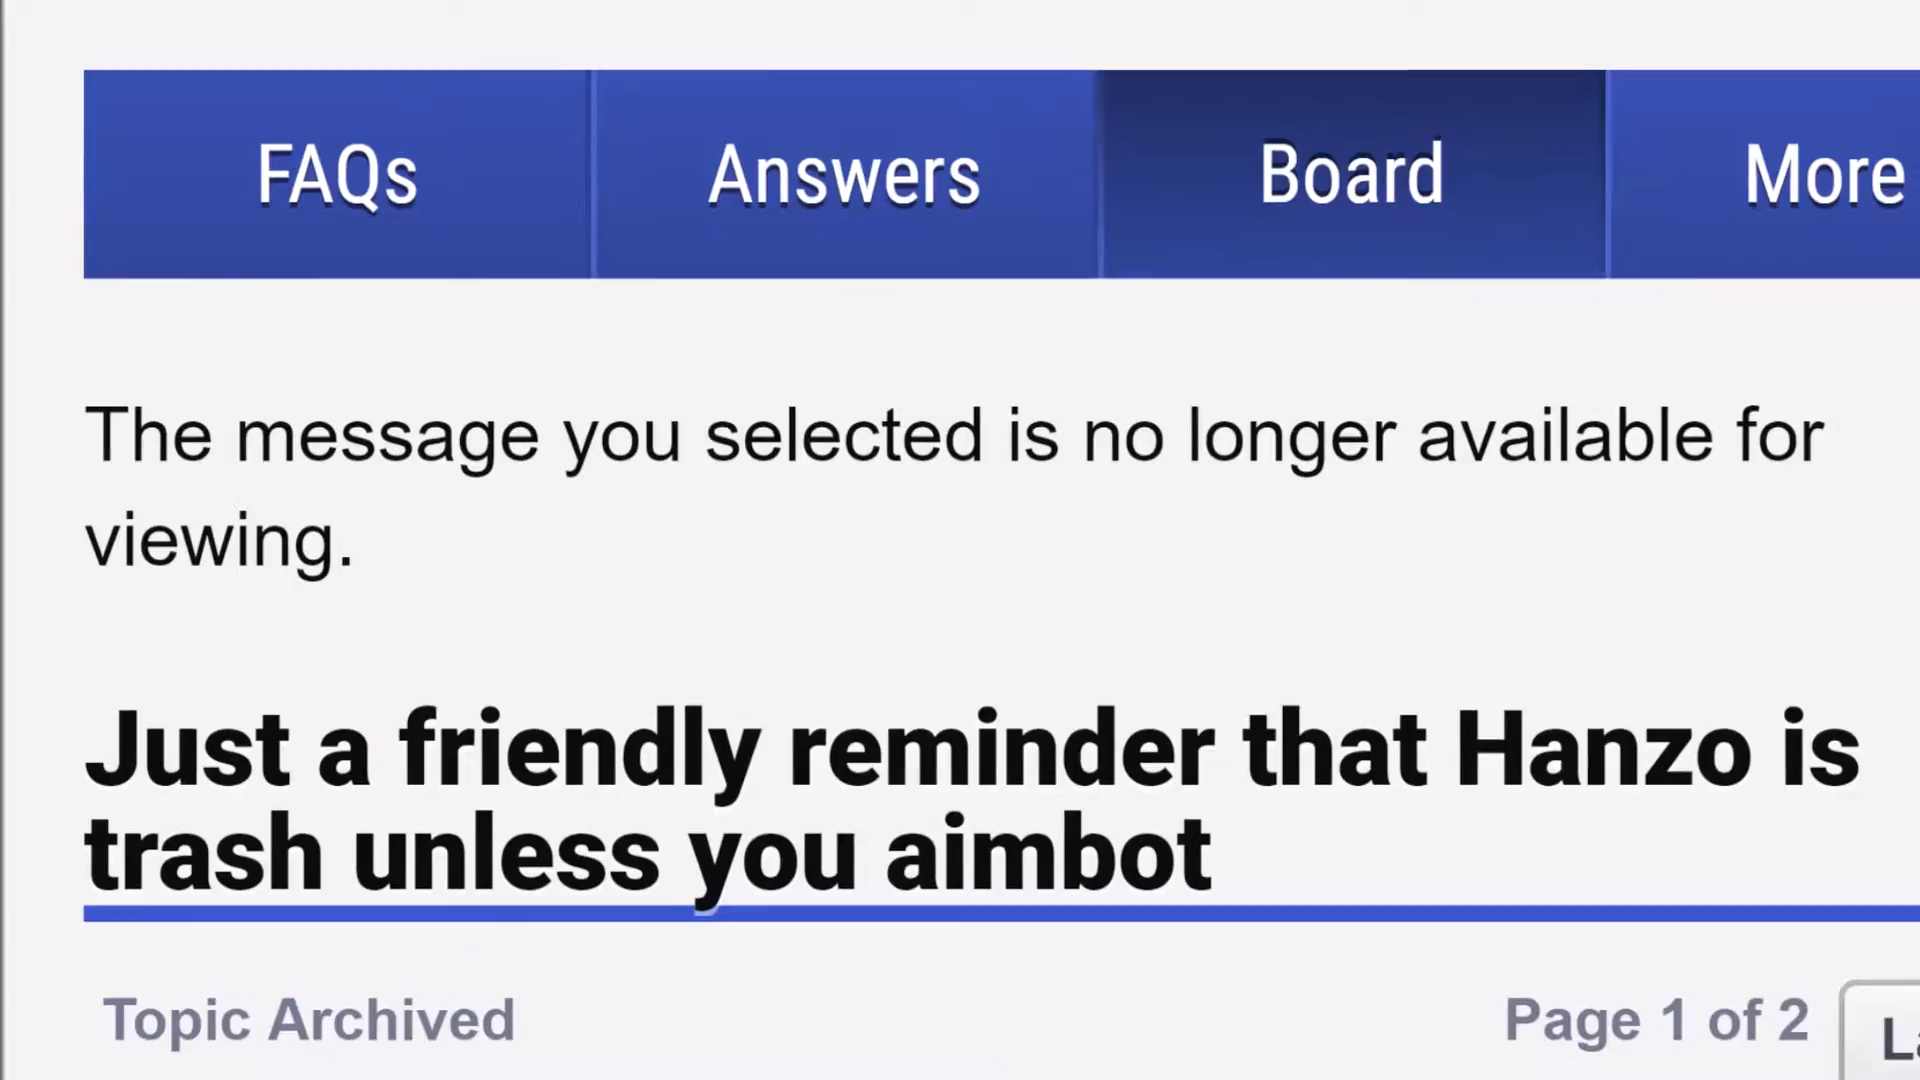 FAQs Answers Board More
The message you selected is no longer available for
viewing.
Just a friendly reminder that Hanzo is
trash unless you aimbot
Topic Archived Page 1 of 2